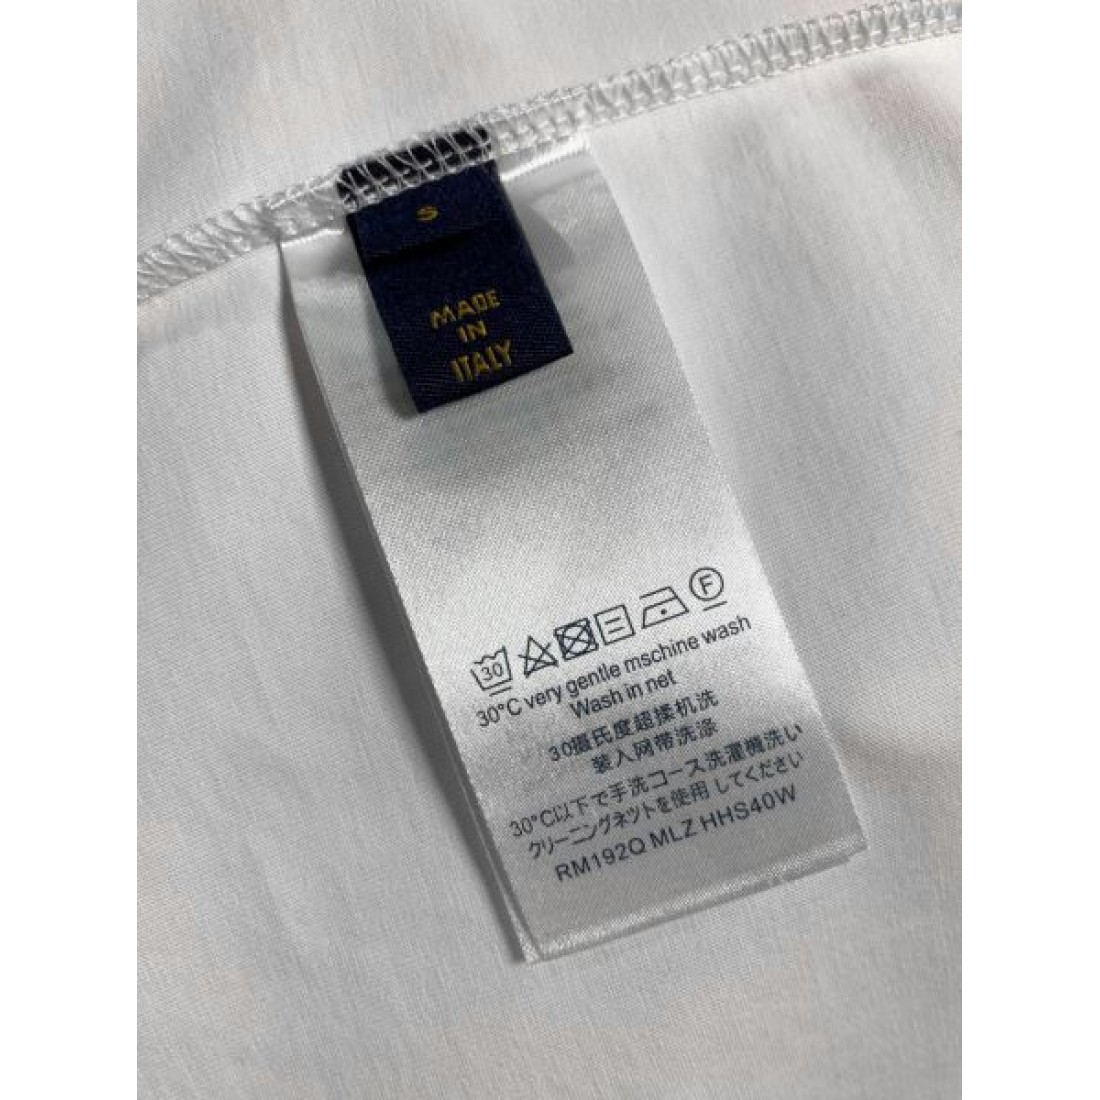 S
MADE
IN
ITALY
30 F
30°C very gentle mschine wash
Wash in net
30摄氏度超揉机洗
装入网带洗涤
30°C以下で手洗コース洗濯機洗い
クリーニングネツトを使用してください
RM192Q MLZ HHS40W